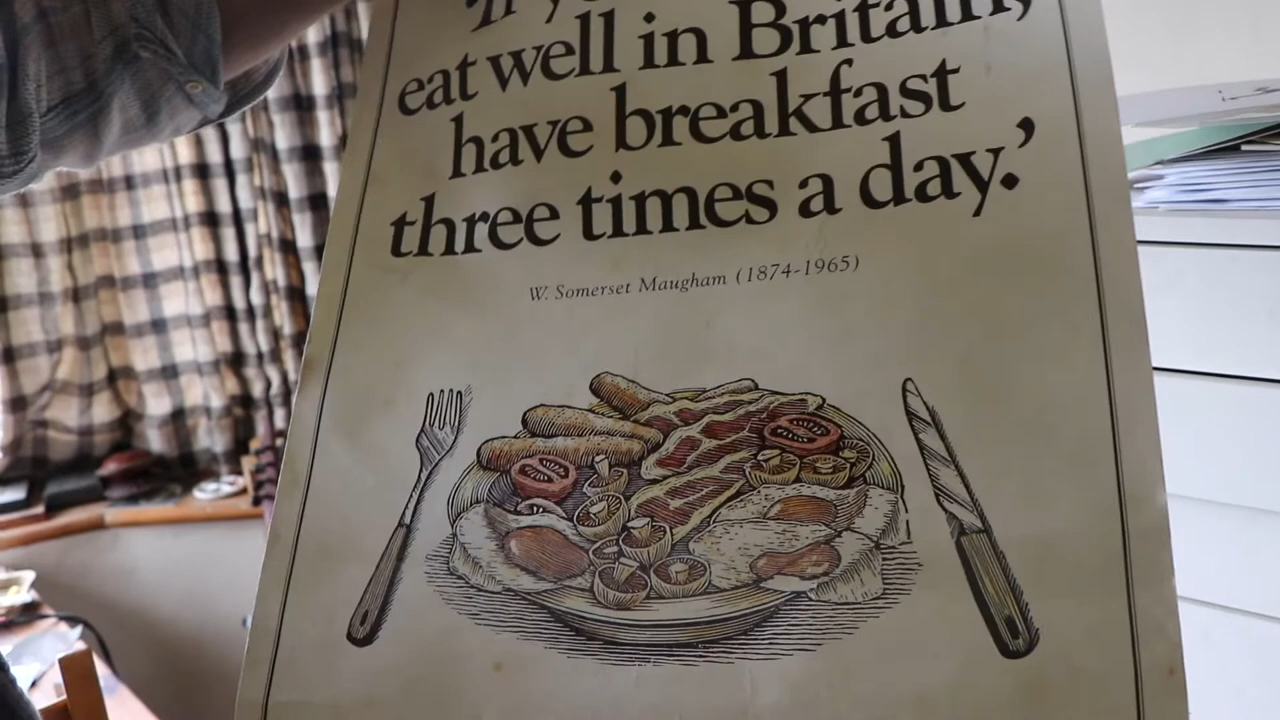 eat well in Britain,
have breakfast
three times a day.’
W. Somerset Maugham (1874-1965)